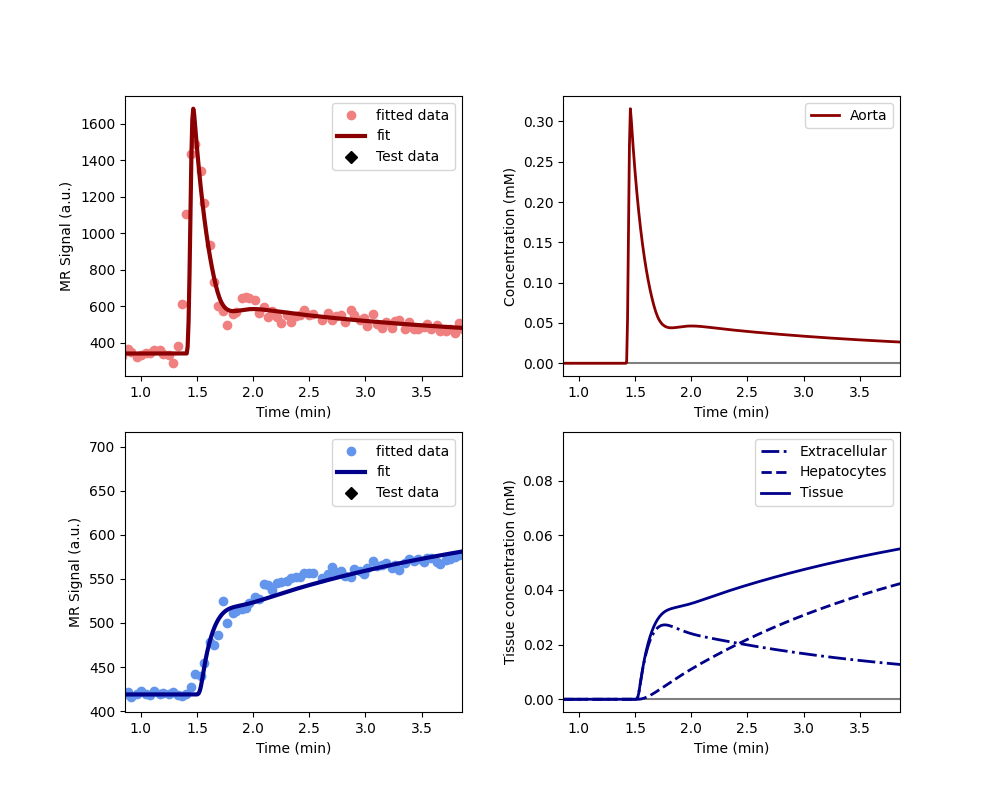 1600
1400
1200
1000
800
600
400
MR Signal (a.u.)
fitted data
fit
Test data
1.0 1.5 2.0 2.5 3.0 3.5
Time (min)
0.30
0.25
0.20
0.15
0.10
0.05
0.00
Concentration (mM)
Aorta
1.0 1.5 2.0 2.5 3.0 3.5
Time (min)
700
650
600
550
500
450
400
MR Signal (a.u.)
fitted data
fit
Test data
1.0 1.5 2.0 2.5 3.0 3.5
Time (min)
0.08
0.06
0.04
0.02
0.00
Tissue concentration (mM)
Extracellular
Hepatocytes
Tissue
1.0 1.5 2.0 2.5 3.0 3.5
Time (min)